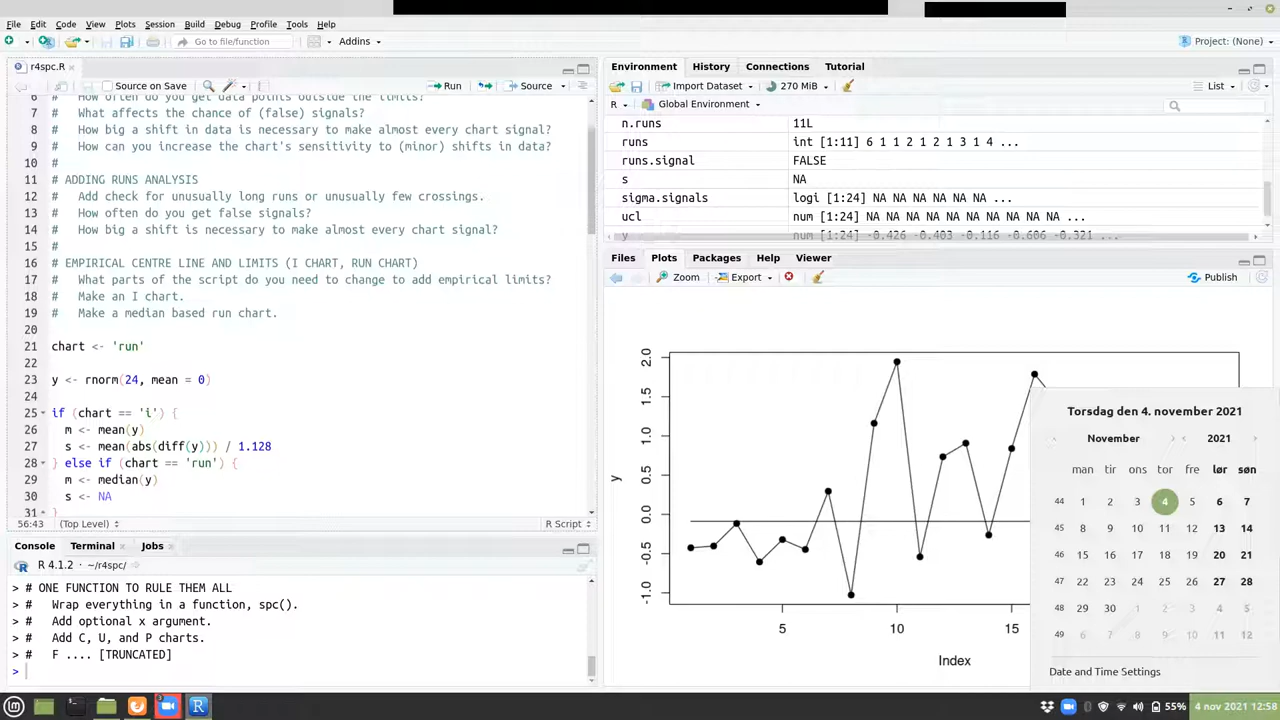 File Edit Code View Plots Session Build Debug Profile Tools Help
Go to file/function Addins Project: (None)
r4spc.R
Source on Save Run Source
6 # How often do you get data points outside the limits?
7 # What affects the chance of (false) signals?
8 # How big a shift in data is necessary to make almost every chart signal?
9 # How can you increase the chart's sensitivity to (minor) shifts in data?
10 #
11 # ADDING RUNS ANALYSIS
12 # Add check for unusually long runs or unusually few crossings.
13 # How often do you get false signals?
14 # How big a shift is necessary to make almost every chart signal?
15 #
16 # EMPIRICAL CENTRE LINE AND LIMITS (I CHART, RUN CHART)
17 # What parts of the script do you need to change to add empirical limits?
18 # Make an I chart.
19 # Make a median based run chart.
20
21 chart <- 'run'
22
23 y <- rnorm(24, mean = 0)
24
25 if (chart == 'i') {
26 m <- mean(y)
27 s <- mean(abs(diff(y))) / 1.128
28 } else if (chart == 'run') {
29 m <- median(y)
30 s <- NA
31 }
56:43 (Top Level) R Script
Console Terminal Jobs
R 4.1.2 · ~/r4spc/
> # ONE FUNCTION TO RULE THEM ALL
> # Wrap everything in a function, spc().
> # Add optional x argument.
> # Add C, U, and P charts.
> # F .... [TRUNCATED]
>
Environment History Connections Tutorial
Import Dataset 270 MiB List
R Global Environment
n.runs 11L
runs int [1:11] 6 1 1 2 1 2 1 3 1 4 ...
runs.signal FALSE
s NA
sigma.signals logi [1:24] NA NA NA NA NA NA ...
ucl num [1:24] NA NA NA NA NA NA NA NA NA NA ...
y num [1:24] -0.426 -0.403 -0.116 -0.606 -0.321 ...
Files Plots Packages Help Viewer
Zoom Export Publish
2.0
1.5
1.0
0.5
0.0
-0.5
-1.0
y
5 10 15
Index
Torsdag den 4. november 2021
November 2021
man tir ons tor fre lør søn
44 1 2 3 4 5 6 7
45 8 9 10 11 12 13 14
46 15 16 17 18 19 20 21
47 22 23 24 25 26 27 28
48 29 30 1 2 3 4 5
49 6 7 8 9 10 11 12
Date and Time Settings
3
55% 4 nov 2021 12:58